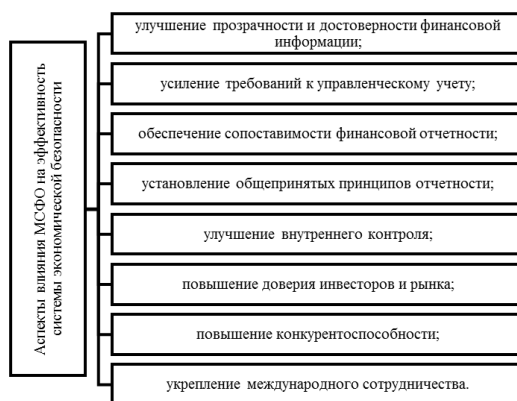 Аспекты влияния МСФО на эффективность
системы экономической безопасности
улучшение прозрачности и достоверности финансовой
информации;
усиление требований к управленческому учету;
обеспечение сопоставимости финансовой отчетности;
установление общепринятых принципов отчетности;
улучшение внутреннего контроля;
повышение доверия инвесторов и рынка;
повышение конкурентоспособности;
укрепление международного сотрудничества.